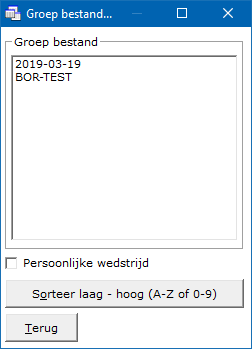 Groep bestand...
Groep bestand
2019-03-19
BOR-TEST
Persoonlijke wedstrijd
Sorteer laag - hoog (A-Z of 0-9)
Terug